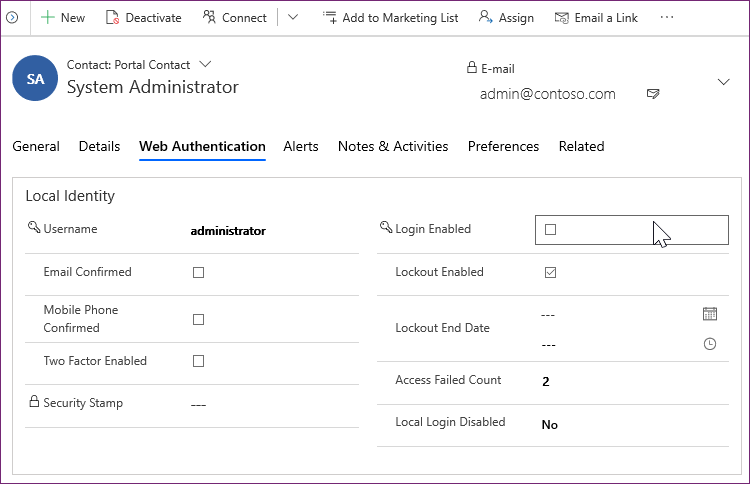 New Deactivate Connect Add to Marketing List Assign Email a Link ...
SA
Contact: Portal Contact
System Administrator
E-mail
admin@contoso.com
General Details Web Authentication Alerts Notes & Activities Preferences Related
Local Identity
Username administrator
Email Confirmed
Mobile Phone
Confirmed
Two Factor Enabled
Security Stamp ---
Login Enabled
Lockout Enabled
Lockout End Date ---
---
Access Failed Count 2
Local Login Disabled No